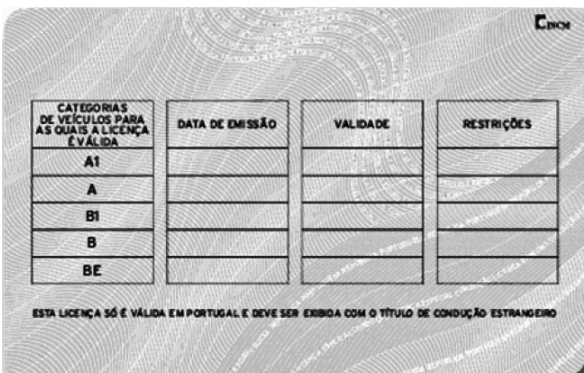 INCM
CATEGORIAS
DE VEÍCULOS PARA
AS QUAIS A LICENÇA
É VÁLIDA
DATA DE EMISSÃO
VALIDADE
RESTRIÇÕES
A1
A
B1
B
BE
ESTA LICENÇA SÓ É VÁLIDA EM PORTUGAL E DEVE SER EXIBIDA COM O TÍTULO DE CONDUÇÃO ESTRANGEIRO